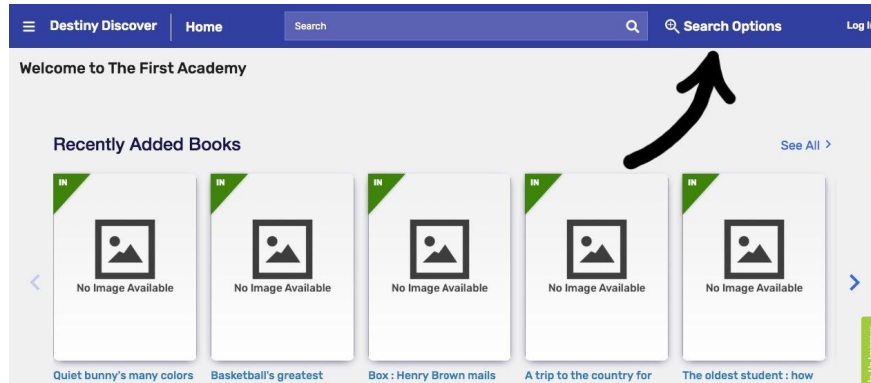 Destiny Discover Home Search Search Options Log I
Welcome to The First Academy
Recently Added Books See All >
IN IN IN IN IN
No Image Available No Image Available No Image Available No Image Available No Image Available
Quiet bunny's many colors Basketball's greatest Box : Henry Brown mails A trip to the country for The oldest student : how